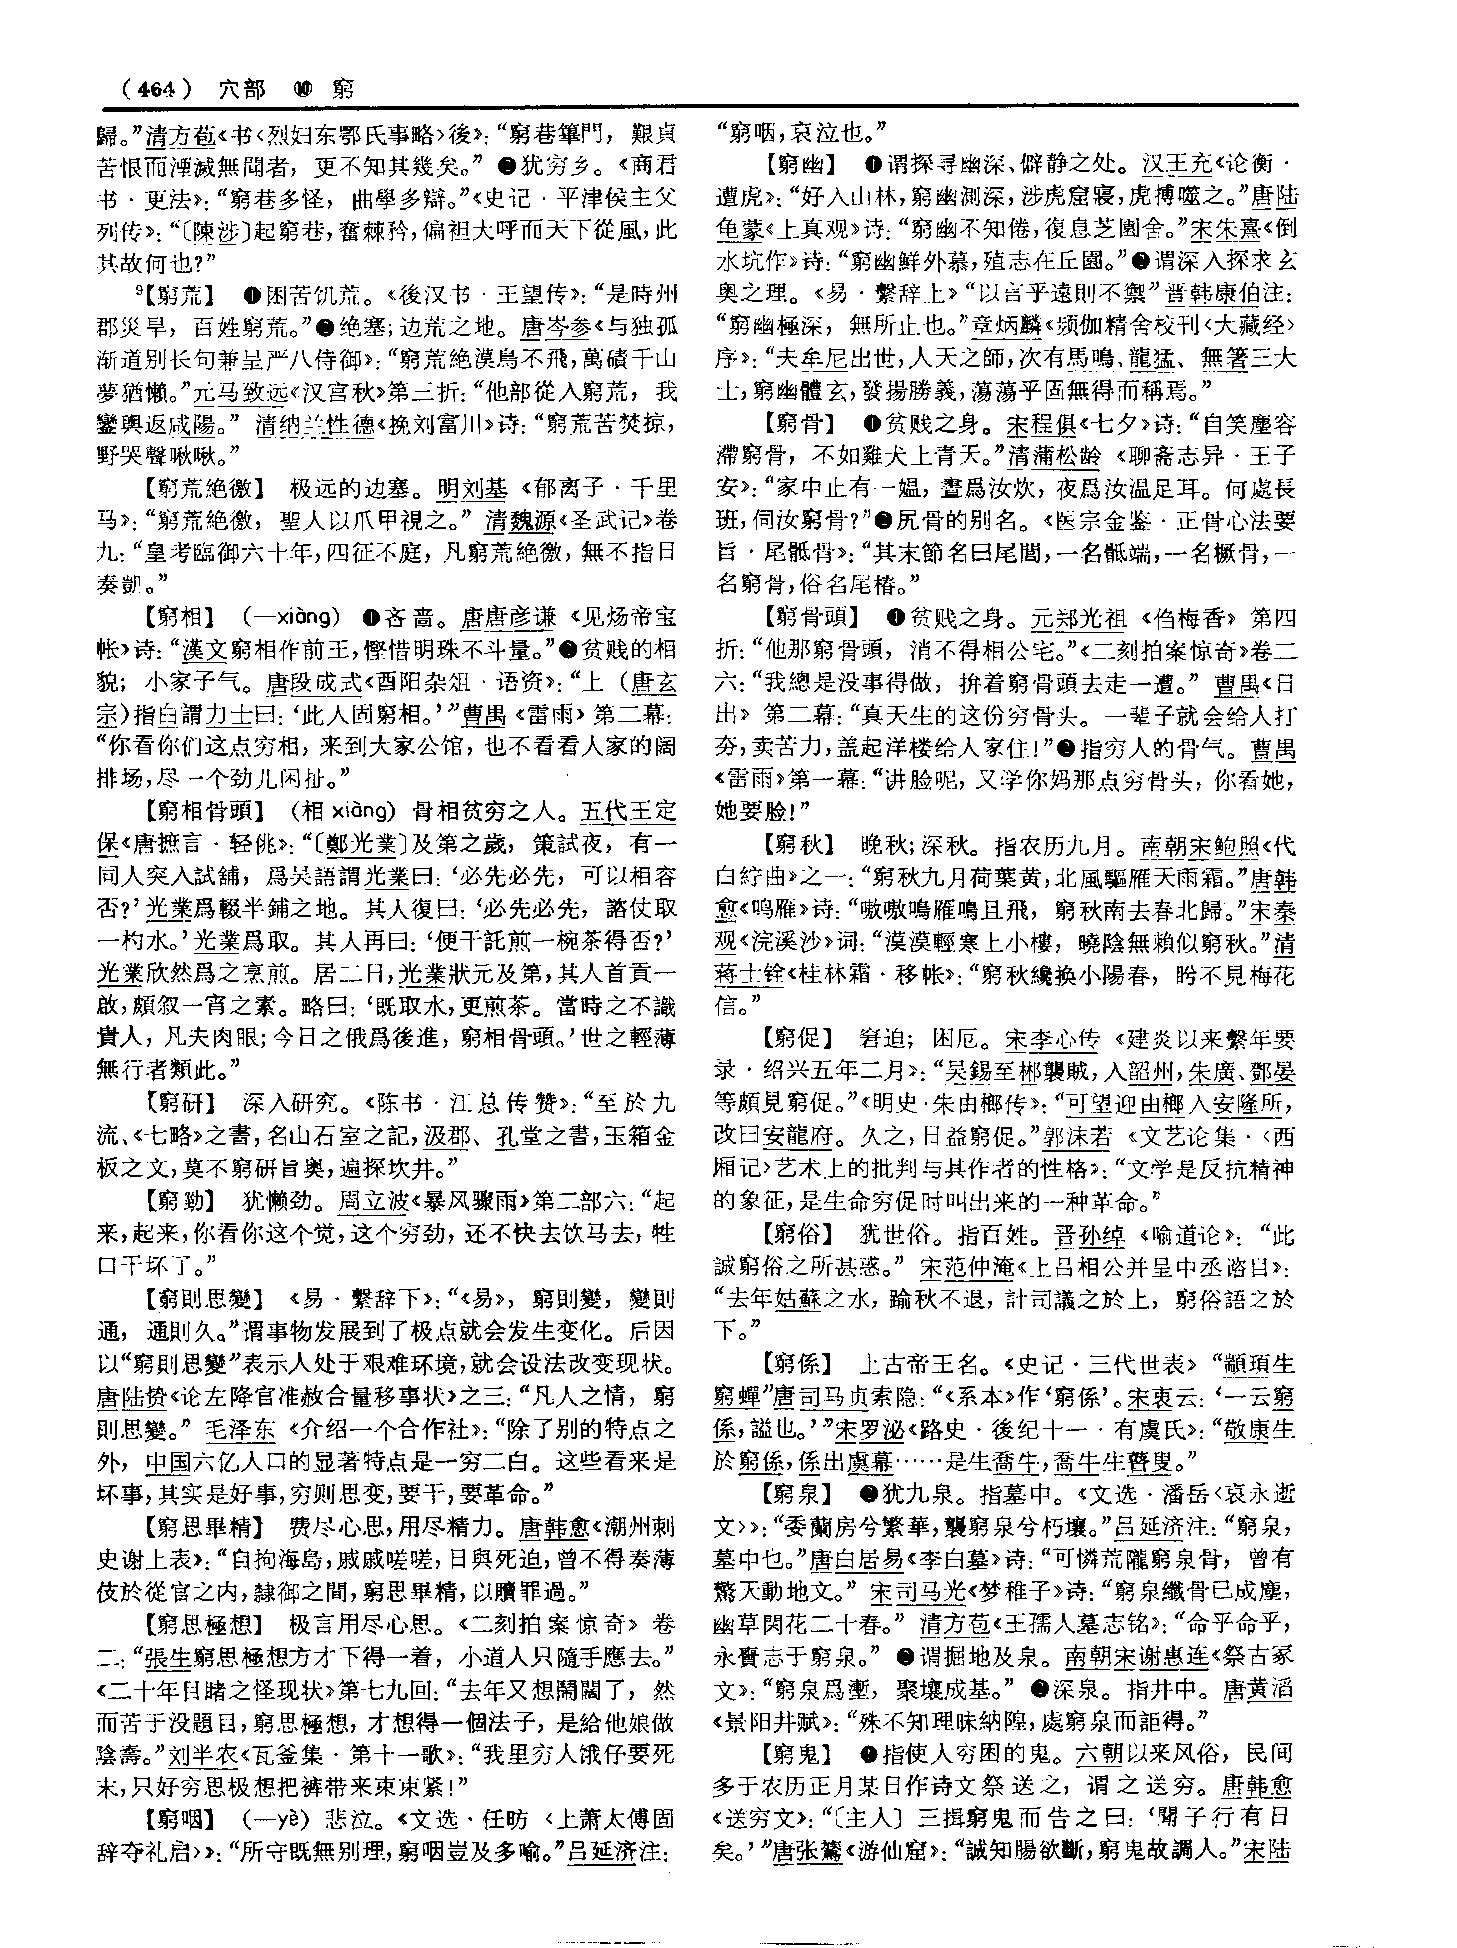 （464） 穴部 ⑩ 窮
歸。”清方苞《书〈烈妇东鄂氏事略〉後》：“窮巷篳門，艱貞
苦恨而湮滅無聞者，更不知其幾矣。”❷犹穷乡。《商君
书·更法》：“窮巷多怪，曲學多辯。”《史记·平津侯主父
列传》：“〔陳涉〕起窮巷，奮棘矜，偏袒大呼而天下從風，此
其故何也？”
⁹【窮荒】 ❶困苦饥荒。《後汉书·王望传》：“是時州
郡災旱，百姓窮荒。”❷绝塞；边荒之地。唐岑参《与独孤
渐道别长句兼呈严八侍御》：“窮荒絶漠鳥不飛，萬磧千山
夢猶懶。”元马致远《汉宫秋》第三折：“他部從入窮荒，我
鑾輿返咸陽。”清纳兰性德《挽刘富川》诗：“窮荒苦焚掠，
野哭聲啾啾。”
【窮荒絶徼】 极远的边塞。明刘基《郁离子·千里
马》：“窮荒絶徼，聖人以爪甲視之。”清魏源《圣武记》卷
九：“皇考臨御六十年，四征不庭，凡窮荒絶徼，無不指日
奏凱。”
【窮相】 （—xiàng） ❶吝啬。唐唐彦谦《见炀帝宝
帐》诗：“漢文窮相作前王，慳惜明珠不斗量。”❷贫贱的相
貌；小家子气。唐段成式《酉阳杂俎·语资》：“上（唐玄
宗）指白謂力士曰：‘此人固窮相。’”曹禺《雷雨》第二幕：
“你看你们这点穷相，来到大家公馆，也不看看人家的阔
排场，尽一个劲儿闲扯。”
【窮相骨頭】 （相 xiàng） 骨相贫穷之人。五代王定
保《唐摭言·轻佻》：“〔鄭光業〕及第之歲，策試夜，有一
同人突入試舖，爲吴語謂光業曰：‘必先必先，可以相容
否？’光業爲輟半鋪之地。其人復曰：‘必先必先，諮仗取
一杓水。’光業爲取。其人再曰：‘便干託煎一椀茶得否？’
光業欣然爲之烹煎。居二日，光業狀元及第，其人首貢一
啟，頗叙一宵之素。略曰：‘既取水，更煎茶。當時之不識
貴人，凡夫肉眼；今日之俄爲後進，窮相骨頭。’世之輕薄
無行者類此。”
【窮研】 深入研究。《陈书·江总传赞》：“至於九
流、《七略》之書，名山石室之記，汲郡、孔堂之書，玉箱金
板之文，莫不窮研旨奥，遍探坎井。”
【窮勁】 犹懒劲。周立波《暴风骤雨》第二部六：“起
来，起来，你看你这个觉，这个穷劲，还不快去饮马去，牲
口干坏了。”
【窮則思變】 《易·繫辞下》：“《易》，窮則變，變則
通，通則久。”谓事物发展到了极点就会发生变化。后因
以“窮則思變”表示人处于艰难环境，就会设法改变现状。
唐陆贽《论左降官准赦合量移事状》之三：“凡人之情，窮
則思變。”毛泽东《介绍一个合作社》：“除了别的特点之
外，中国六亿人口的显著特点是一穷二白。这些看来是
坏事，其实是好事，穷则思变，要干，要革命。”
【窮思畢精】 费尽心思，用尽精力。唐韩愈《潮州刺
史谢上表》：“自拘海島，戚戚嗟嗟，日與死迫，曾不得奏薄
伎於從官之内，隸御之間，窮思畢精，以贖罪過。”
【窮思極想】 极言用尽心思。《二刻拍案惊奇》卷
二：“張生窮思極想方才下得一着，小道人只隨手應去。”
《二十年目睹之怪现状》第七九回：“去年又想鬧闊了，然
而苦于没題目，窮思極想，才想得一個法子，是給他娘做
陰壽。”刘半农《瓦釜集·第十一歌》：“我里穷人饿仔要死
末，只好穷思极想把裤带来束束紧！”
【窮咽】 （—yè） 悲泣。《文选·任昉〈上萧太傅固
辞夺礼启〉》：“所守既無别理，窮咽豈及多喻。”吕延济注：
“窮咽，哀泣也。”
【窮幽】 ❶谓探寻幽深、僻静之处。汉王充《论衡·
遭虎》：“好入山林，窮幽測深，涉虎窟寝，虎搏噬之。”唐陆
龟蒙《上真观》诗：“窮幽不知倦，復息芝園舍。”宋朱熹《倒
水坑作》诗：“窮幽鮮外慕，殖志在丘園。”❷谓深入探求玄
奥之理。《易·繫辞上》“以言乎遠則不禦”晋韩康伯注：
“窮幽極深，無所止也。”章炳麟《频伽精舍校刊〈大藏经〉
序》：“夫牟尼出世，人天之師，次有馬鳴、龍猛、無箸三大
士，窮幽體玄，發揚勝義，蕩蕩乎固無得而稱焉。”
【窮骨】 ❶贫贱之身。宋程俱《七夕》诗：“自笑塵容
滯窮骨，不如雞犬上青天。”清蒲松龄《聊斋志异·王子
安》：“家中止有一媪，晝爲汝炊，夜爲汝温足耳。何處長
班，伺汝窮骨？”❷尻骨的别名。《医宗金鉴·正骨心法要
旨·尾骶骨》：“其末節名曰尾閭，一名骶端，一名橛骨，一
名窮骨，俗名尾樁。”
【窮骨頭】 ❶贫贱之身。元郑光祖《㑇梅香》第四
折：“他那窮骨頭，消不得相公宅。”《二刻拍案惊奇》卷二
六：“我總是没事得做，拚着窮骨頭去走一遭。”曹禺《日
出》第二幕：“真天生的这份穷骨头。一辈子就会给人打
夯，卖苦力，盖起洋楼给人家住！”❷指穷人的骨气。曹禺
《雷雨》第一幕：“讲脸呢，又学你妈那点穷骨头，你看她，
她要脸！”
【窮秋】 晚秋；深秋。指农历九月。南朝宋鲍照《代
白紵曲》之一：“窮秋九月荷葉黄，北風驅雁天雨霜。”唐韩
愈《鸣雁》诗：“嗷嗷鳴雁鳴且飛，窮秋南去春北歸。”宋秦
观《浣溪沙》词：“漠漠輕寒上小樓，曉陰無賴似窮秋。”清
蒋士铨《桂林霜·移帐》：“窮秋纔换小陽春，盼不見梅花
信。”
【窮促】 窘迫；困厄。宋李心传《建炎以来繫年要
录·绍兴五年二月》：“吴錫至郴襲賊，入韶州，朱廣、鄧晏
等頗見窮促。”《明史·朱由榔传》：“可望迎由榔入安隆所，
改曰安龍府。久之，日益窮促。”郭沫若《文艺论集·〈西
厢记〉艺术上的批判与其作者的性格》：“文学是反抗精神
的象征，是生命穷促时叫出来的一种革命。”
【窮俗】 犹世俗。指百姓。晋孙绰《喻道论》：“此
誠窮俗之所甚惑。”宋范仲淹《上吕相公并呈中丞谘目》：
“去年姑蘇之水，踰秋不退，計司議之於上，窮俗語之於
下。”
【窮係】 上古帝王名。《史记·三代世表》“顓頊生
窮蟬”唐司马贞索隐：“《系本》作‘窮係’。宋衷云：‘一云窮
係，謚也。’”宋罗泌《路史·後纪十一·有虞氏》：“敬康生
於窮係，係出虞幕……是生喬牛，喬牛生瞽叟。”
【窮泉】 ❶犹九泉。指墓中。《文选·潘岳〈哀永逝
文〉》：“委蘭房兮繁華，襲窮泉兮朽壤。”吕延济注：“窮泉，
墓中也。”唐白居易《李白墓》诗：“可憐荒隴窮泉骨，曾有
驚天動地文。”宋司马光《梦稚子》诗：“窮泉纖骨已成塵，
幽草閑花二十春。”清方苞《王孺人墓志铭》：“命乎命乎，
永賫志于窮泉。”❷谓掘地及泉。南朝宋谢惠连《祭古冢
文》：“窮泉爲塹，聚壤成基。”❸深泉。指井中。唐黄滔
《景阳井赋》：“殊不知理昧納隍，處窮泉而詎得。”
【窮鬼】 ❶指使人穷困的鬼。六朝以来风俗，民间
多于农历正月某日作诗文祭送之，谓之送穷。唐韩愈
《送穷文》：“〔主人〕三揖窮鬼而告之曰：‘聞子行有日
矣。’”唐张鷟《游仙窟》：“誠知腸欲斷，窮鬼故調人。”宋陆